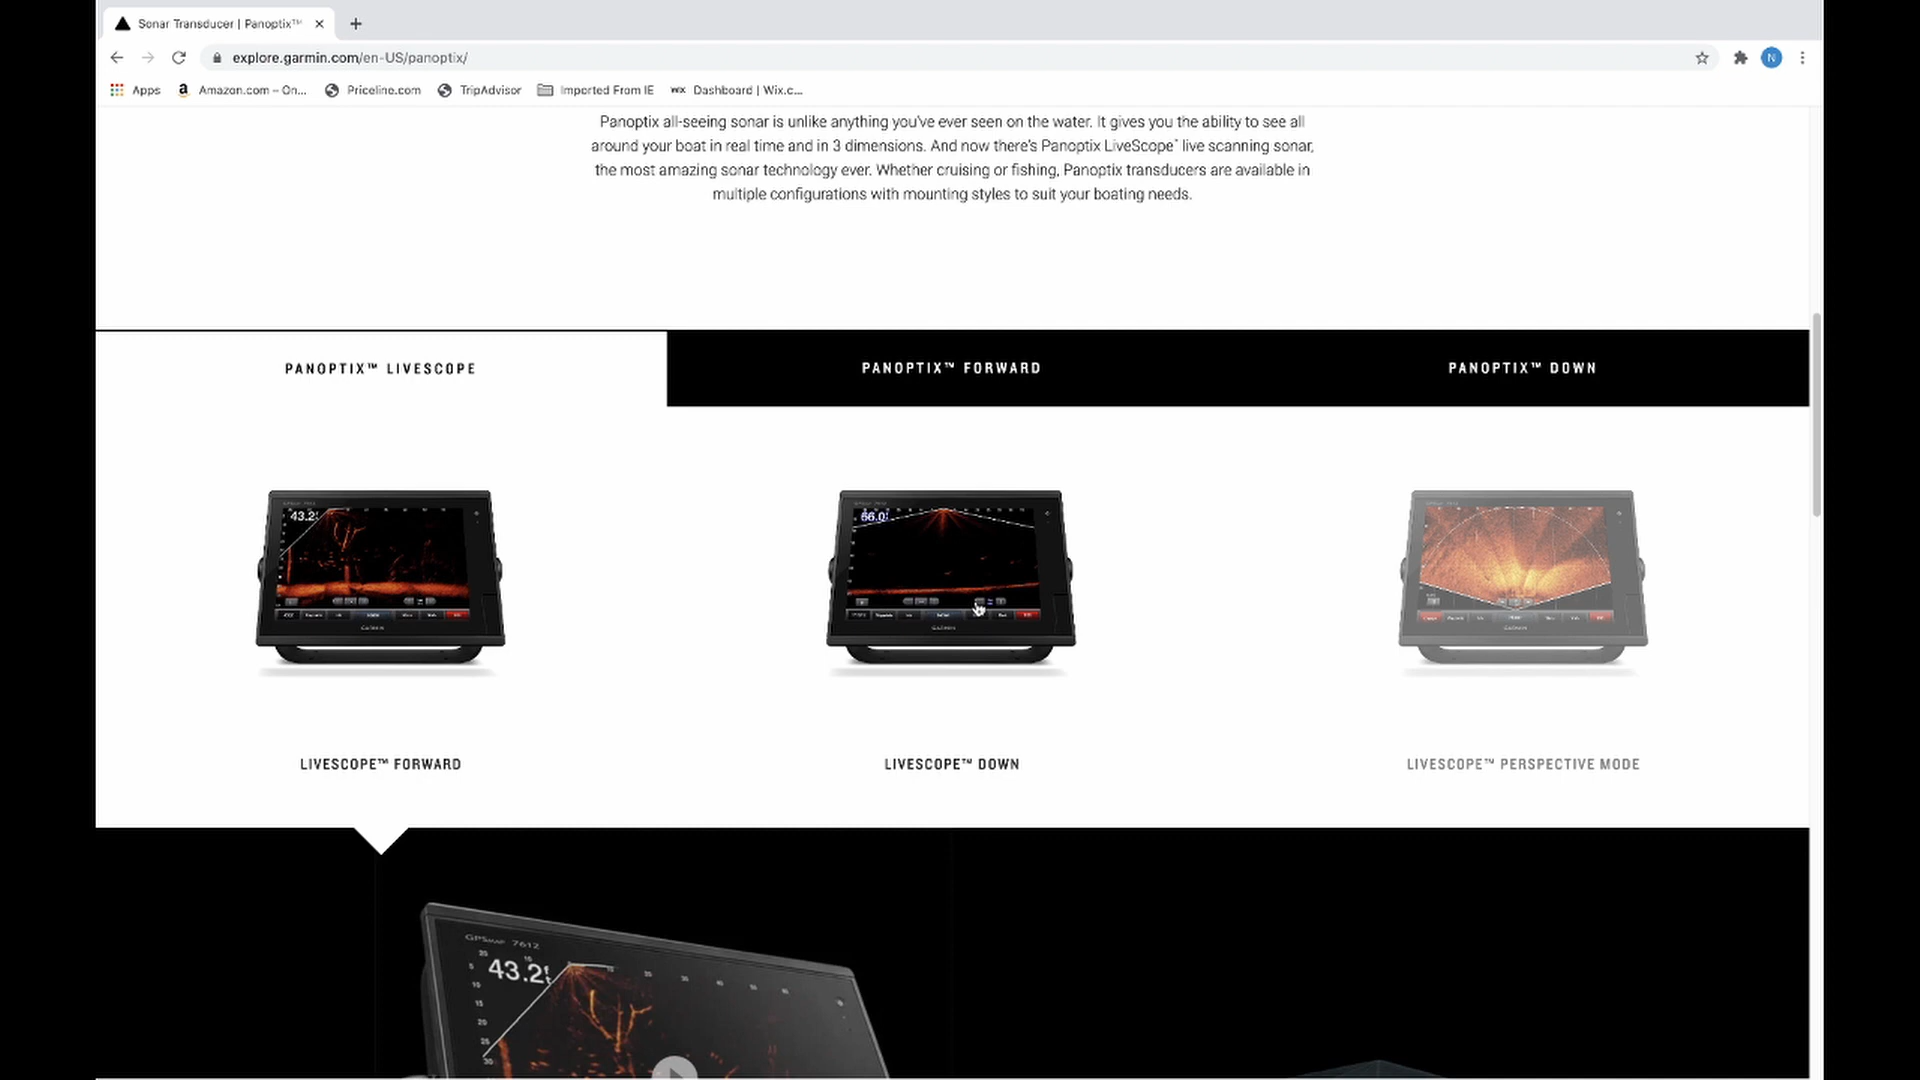 Sonar Transducer | Panoptix™
explore.garmin.com/en-US/panoptix/
N
Apps
Amazon.com – On...
Priceline.com
TripAdvisor
Imported From IE
WIX
Dashboard | Wix.c...
Panoptix all-seeing sonar is unlike anything you've ever seen on the water. It gives you the ability to see all
around your boat in real time and in 3 dimensions. And now there's Panoptix LiveScope™ live scanning sonar,
the most amazing sonar technology ever. Whether cruising or fishing, Panoptix transducers are available in
multiple configurations with mounting styles to suit your boating needs.
PANOPTIX™ LIVESCOPE
PANOPTIX™ FORWARD
PANOPTIX™ DOWN
43.2
66.0
GARMIN
GARMIN
GARMIN
LIVESCOPE™ FORWARD
LIVESCOPE™ DOWN
LIVESCOPE™ PERSPECTIVE MODE
GPSMAP 7612
43.2